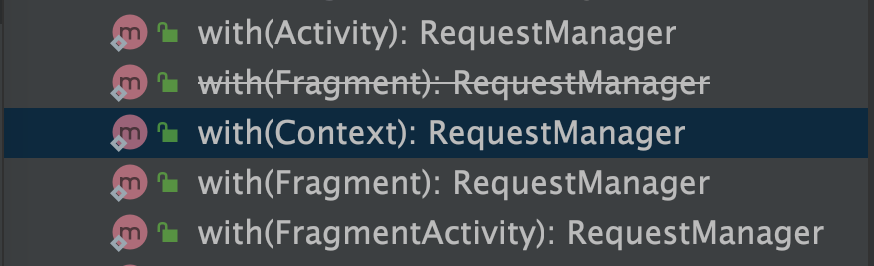 m with(Activity): RequestManager
m with(Fragment): RequestManager
m with(Context): RequestManager
m with(Fragment): RequestManager
m with(FragmentActivity): RequestManager